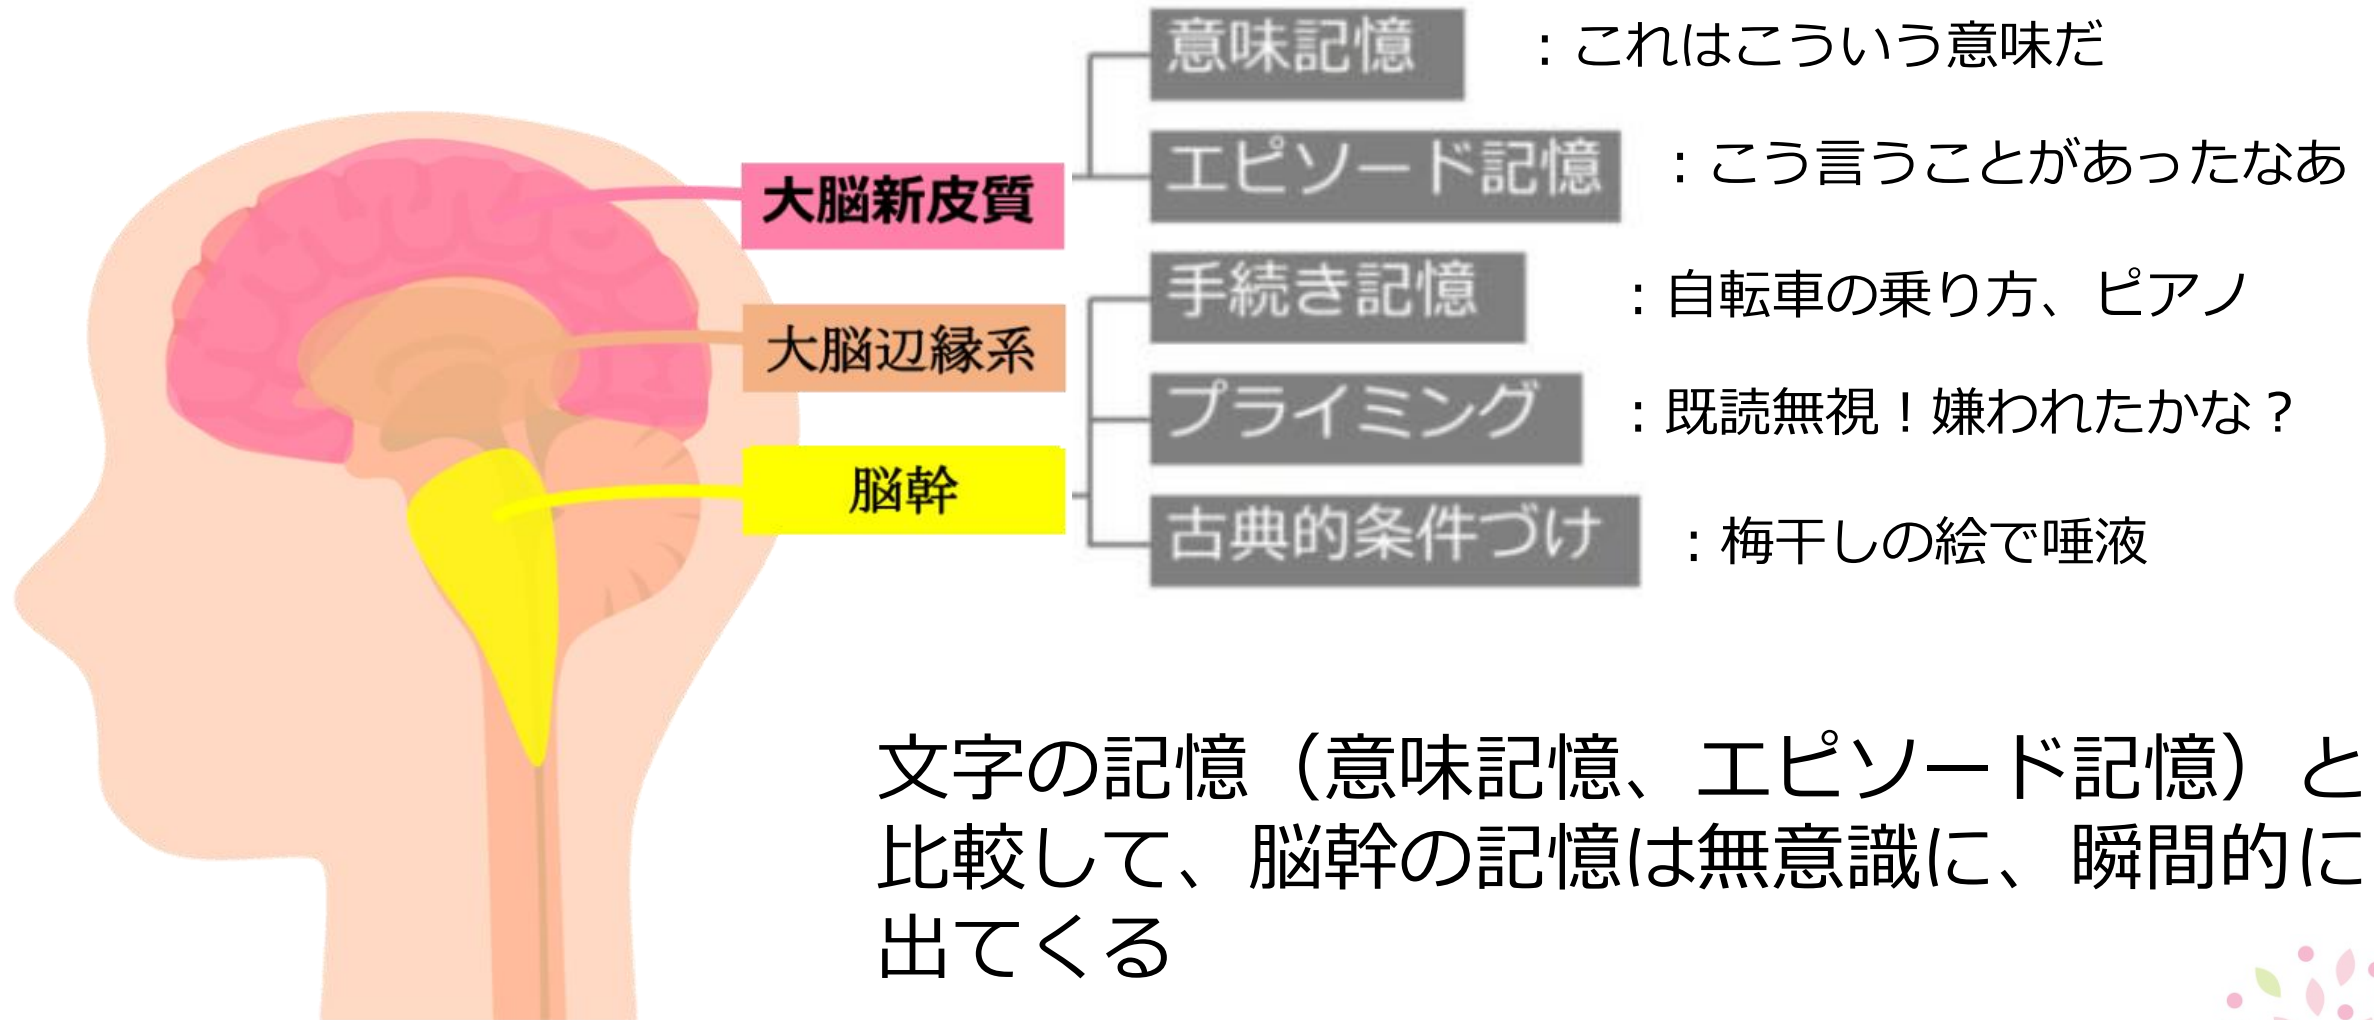 意味記憶 :これはこういう意味だ
エピソード記憶 :こう言うことがあったなあ
大脳新皮質
手続き記憶 :自転車の乗り方、ピアノ
大脳辺縁系
プライミング :既読無視！嫌われたかな？
脳幹
古典的条件づけ :梅干しの絵で唾液
文字の記憶（意味記憶、エピソード記憶）と
比較して、脳幹の記憶は無意識に、瞬間的に
出てくる